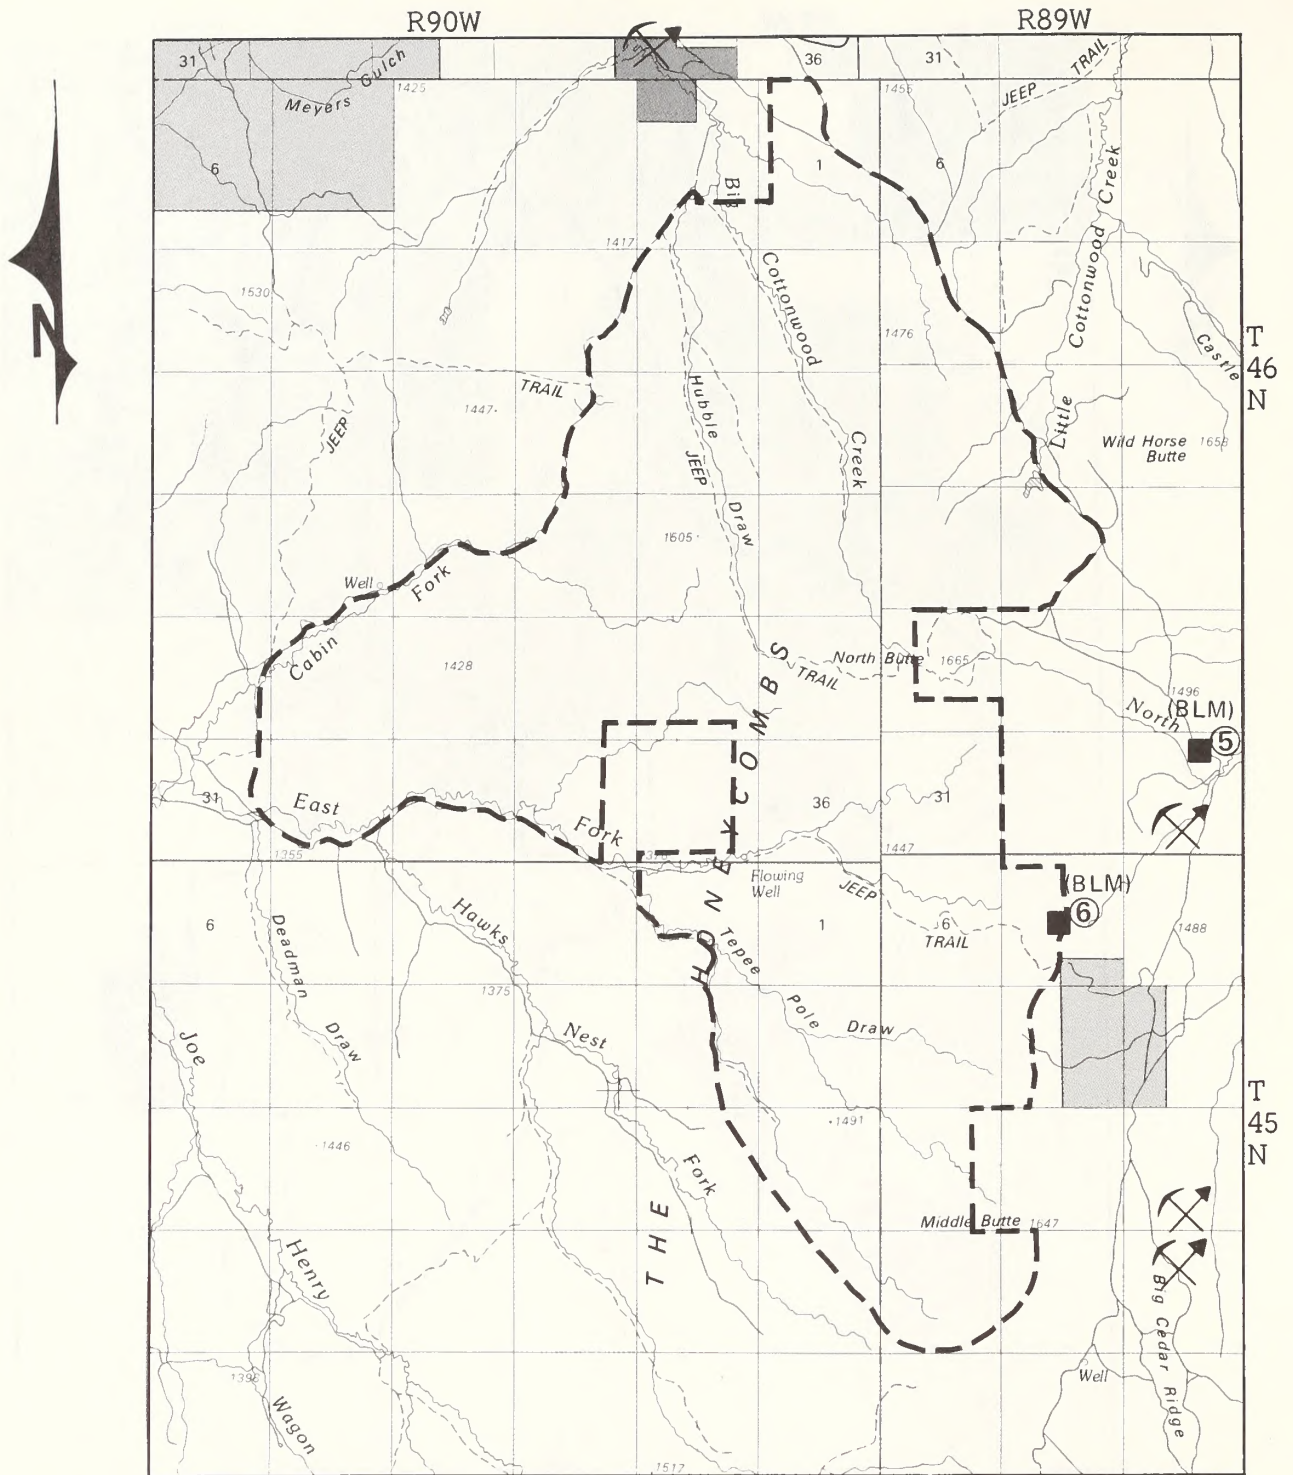 R90W
R89W
31
36
31
Meyers Gulch
1425
1455
JEEP TRAIL
6
1
6
N
Big
Cottonwood
Creek
Little
Cottonwood
Creek
1417
1530
1476
Castle
T
46
N
TRAIL
JEEP
1447
Hubble
JEEP
Draw
Wild Horse
Butte
1658
1605
Well
Cabin
Fork
1428
North Butte
1665
TRAIL
1496
North
(BLM)
5
31
East
Fork
36
31
1355
1370
Flowing
Well
1447
JEEP
TRAIL
(BLM)
6
6
Deadman
Draw
Hawks
Nest
Fork
1
6
1488
Tepee
Pole
Draw
1375
Joe
Henry
THE HONEYCOMBS
T
45
N
1446
1491
Middle Butte 1647
Big Cedar Ridge
1398
Wagon
Well
1517